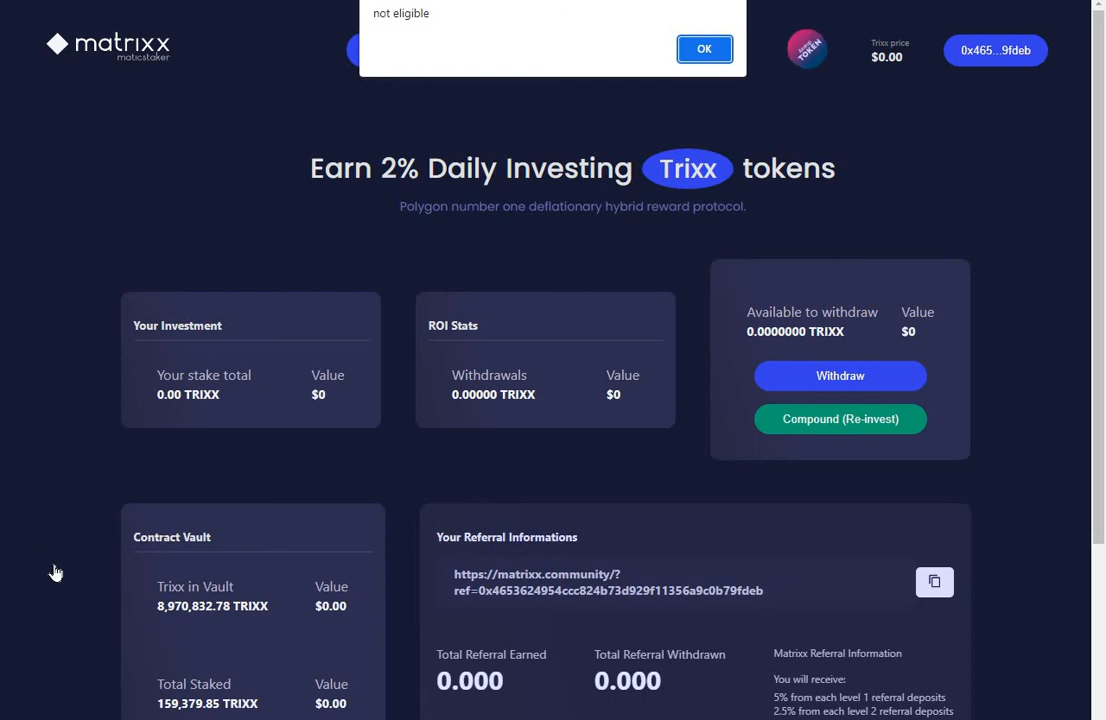 not eligible
OK
matrixx
maticstaker
TOKEN
Trixx price
$0.00
0x465...9fdeb
Earn 2% Daily Investing Trixx tokens
Polygon number one deflationary hybrid reward protocol.
Your Investment
Your stake total Value
0.00 TRIXX $0
ROI Stats
Withdrawals Value
0.00000 TRIXX $0
Available to withdraw Value
0.0000000 TRIXX $0
Withdraw
Compound (Re-invest)
Contract Vault
Trixx in Vault Value
8,970,832.78 TRIXX $0.00
Total Staked Value
159,379.85 TRIXX $0.00
Your Referral Informations
https://matrixx.community/?
ref=0x4653624954ccc824b73d929f11356a9c0b79fdeb
Total Referral Earned
0.000
Total Referral Withdrawn
0.000
Matrixx Referral Information
You will receive:
5% from each level 1 referral deposits
2.5% from each level 2 referral deposits